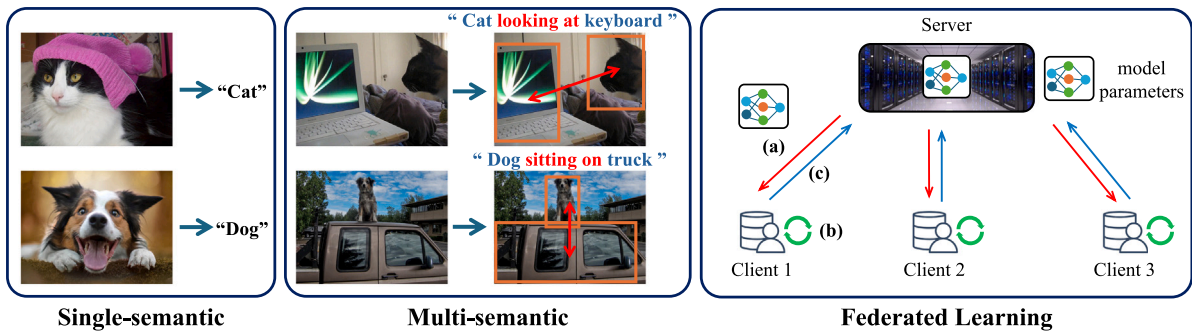 “Cat”
“Dog”
Single-semantic
“ Cat looking at keyboard ”
“ Dog sitting on truck ”
Multi-semantic
Server
model
parameters
(a)
(c)
(b)
Client 1
Client 2
Client 3
Federated Learning